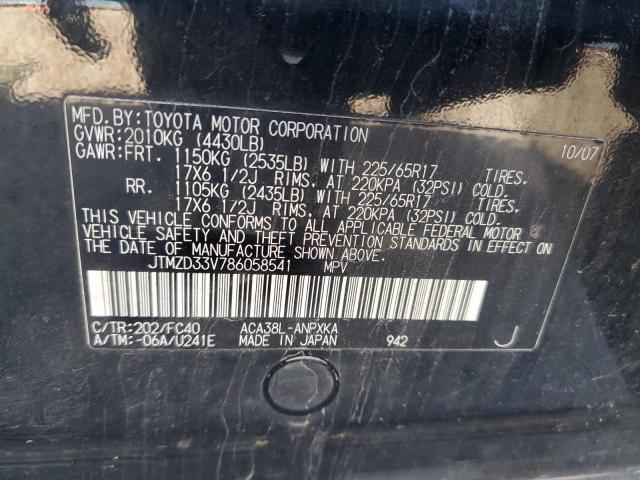 MFD.BY:TOYOTA MOTOR CORPORATION 10/07
GVWR:2010KG (4430LB)
GAWR:FRT. 1150KG (2535LB) WITH 225/65R17 TIRES.
17X6 1/2J RIMS. AT 220KPA (32PSI) COLD.
RR. 1105KG (2435LB) WITH 225/65R17 TIRES.
17X6 1/2J RIMS. AT 220KPA (32PSI) COLD.
THIS VEHICLE CONFORMS TO ALL APPLICABLE FEDERAL MOTOR
VEHICLE SAFETY AND THEFT PREVENTION STANDARDS IN EFFECT ON
THE DATE OF MANUFACTURE SHOWN ABOVE.
JTMZD33V786058541 MPV
C/TR:202/FC40 ACA38L-ANPXKA
A/TM:-06A/U241E MADE IN JAPAN 942 J